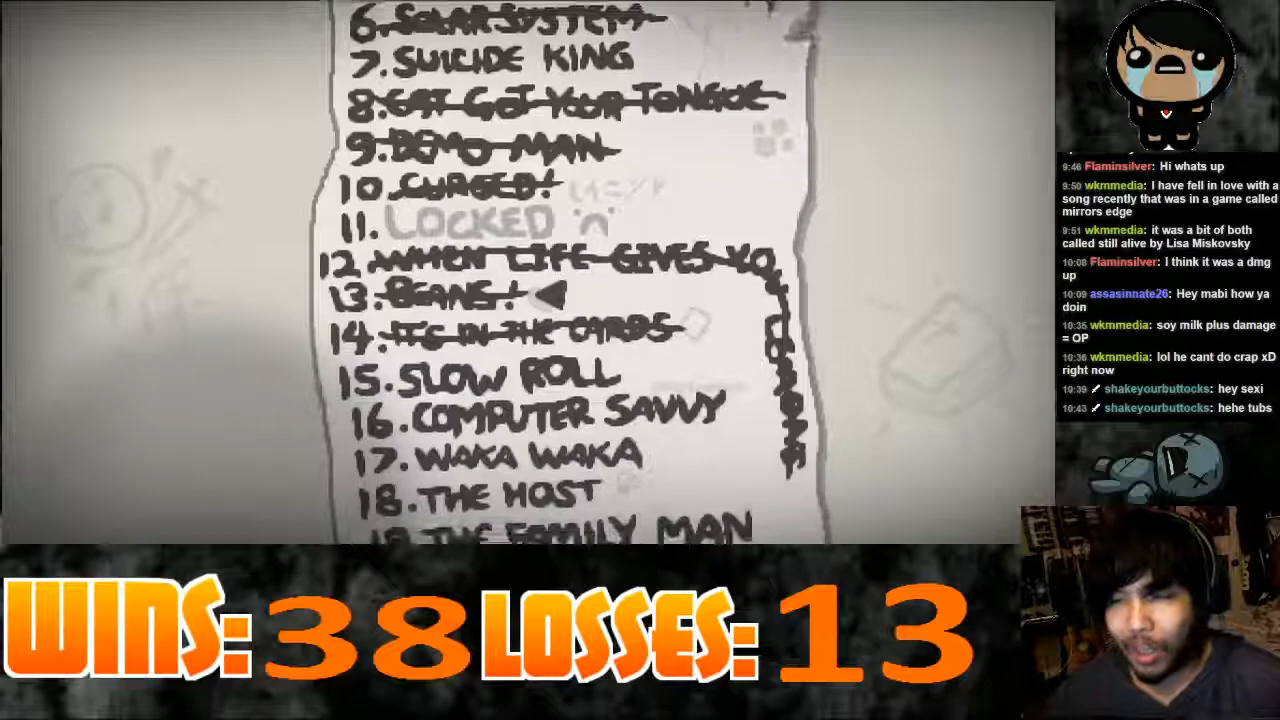 6. SOLAR SYSTEM
7. SUICIDE KING
8. CAT GOT YOUR TONGUE
9. DEMO MAN
10. CURSED!
11. LOCKED :(
12. WHEN LIFE GIVES YOU LEMONS
13. BEANS!
14. IT'S IN THE CARDS
15. SLOW ROLL
16. COMPUTER SAVVY
17. WAKA WAKA
18. THE HOST
19. THE FAMILY MAN
9:46 Flaminsilver: Hi whats up
9:50 wkmmedia: I have fell in love with a
song recently that was in a game called
mirrors edge
9:51 wkmmedia: it was a bit of both
called still alive by Lisa Miskovsky
10:08 Flaminsilver: I think it was a dmg
up
10:09 assasinnate26: Hey mabi how ya
doin
10:35 wkmmedia: soy milk plus damage
= OP
10:36 wkmmedia: lol he cant do crap xD
right now
10:39 shakeyourbuttocks: hey sexi
10:43 shakeyourbuttocks: hehe tubs
WINS: 38 LOSSES: 13